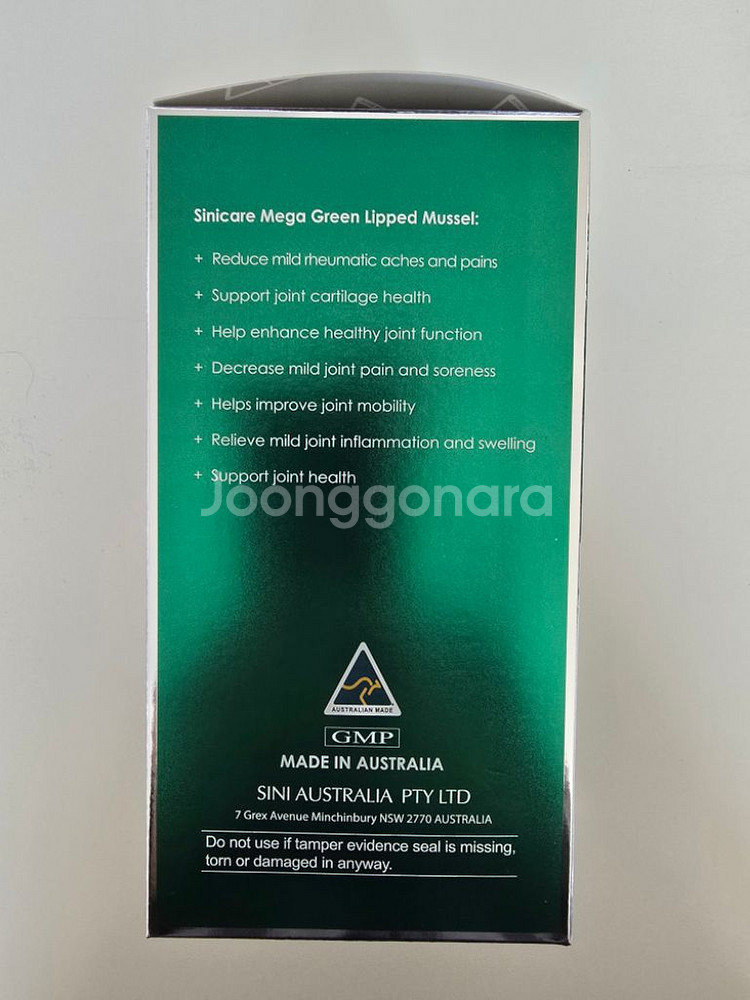 Sinicare Mega Green Lipped Mussel:
+ Reduce mild rheumatic aches and pains
+ Support joint cartilage health
+ Help enhance healthy joint function
+ Decrease mild joint pain and soreness
+ Helps improve joint mobility
+ Relieve mild joint inflammation and swelling
+ Support joint health
Joonggonara
AUSTRALIAN MADE
GMP
MADE IN AUSTRALIA
SINI AUSTRALIA PTY LTD
7 Grex Avenue Minchinbury NSW 2770 AUSTRALIA
Do not use if tamper evidence seal is missing,
torn or damaged in anyway.